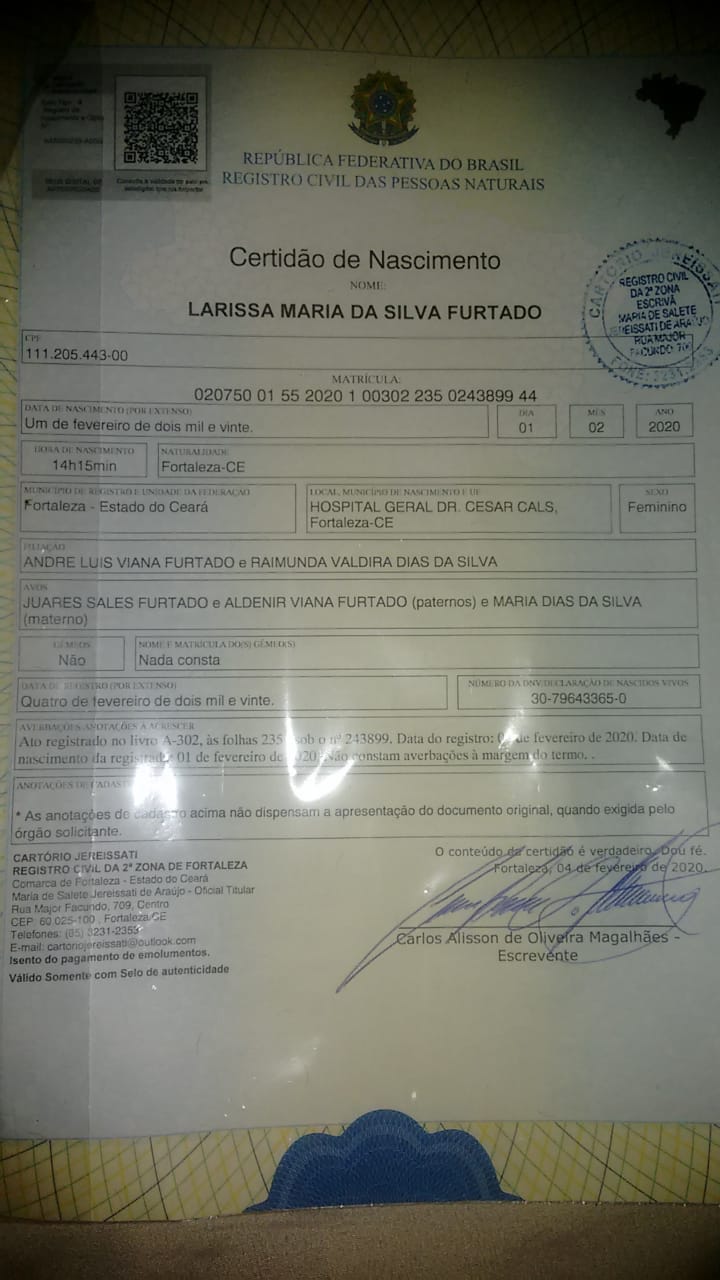 REPÚBLICA FEDERATIVA DO BRASIL
REGISTRO CIVIL DAS PESSOAS NATURAIS
Certidão de Nascimento
NOME:
LARISSA MARIA DA SILVA FURTADO
REGISTRO CIVIL
DA 2ª ZONA
ESCRIVÃ
MARIA DE SALETE
JEREISSATI DE ARAUJO
RUA MAJOR
FACUNDO
CPF
111.205.443-00
MATRÍCULA:
020750 01 55 2020 1 00302 235 0243899 44
DATA DE NASCIMENTO (POR EXTENSO)
Um de fevereiro de dois mil e vinte.
DIA
01
MÊS
02
ANO
2020
HORA DE NASCIMENTO
14h15min
NATURALIDADE
Fortaleza-CE
MUNICÍPIO DE REGISTRO E UNIDADE DA FEDERAÇÃO
Fortaleza - Estado do Ceará
LOCAL, MUNICÍPIO DE NASCIMENTO E UF
HOSPITAL GERAL DR. CESAR CALS,
Fortaleza-CE
SEXO
Feminino
FILIAÇÃO
ANDRE LUIS VIANA FURTADO e RAIMUNDA VALDIRA DIAS DA SILVA
AVÓS
JUARES SALES FURTADO e ALDENIR VIANA FURTADO (paternos) e MARIA DIAS DA SILVA
(materno)
GÊMEOS
Não
NOME E MATRÍCULA DO(S) GÊMEO(S)
Nada consta
DATA DE REGISTRO (POR EXTENSO)
Quatro de fevereiro de dois mil e vinte.
NÚMERO DA DNV/DECLARAÇÃO DE NASCIDOS VIVOS
30-79643365-0
AVERBAÇÕES/ANOTAÇÕES À ACRESCER
Ato registrado no livro A-302, às folhas 235 sob o nº 243899. Data do registro: de fevereiro de 2020. Data de
nascimento da registrada: 01 de fevereiro de 2020. Não constam averbações à margem do termo. .
ANOTAÇÕES DE CADASTRO
* As anotações de cadastro acima não dispensam a apresentação do documento original, quando exigida pelo
órgão solicitante.
CARTÓRIO JEREISSATI
REGISTRO CIVIL DA 2ª ZONA DE FORTALEZA
Comarca de Fortaleza - Estado do Ceará
Maria de Salete Jereissati de Araújo - Oficial Titular
Rua Major Facundo, 709, Centro
CEP: 60.025-100 , Fortaleza/CE
Telefones: (85) 3231-2353
E-mail: cartoriojereissati@outlook.com
Isento do pagamento de emolumentos.
Válido Somente com Selo de autenticidade
O conteúdo da certidão é verdadeiro. Dou fé.
Fortaleza, 04 de fevereiro de 2020.
Carlos Alisson de Oliveira Magalhães -
Escrevente